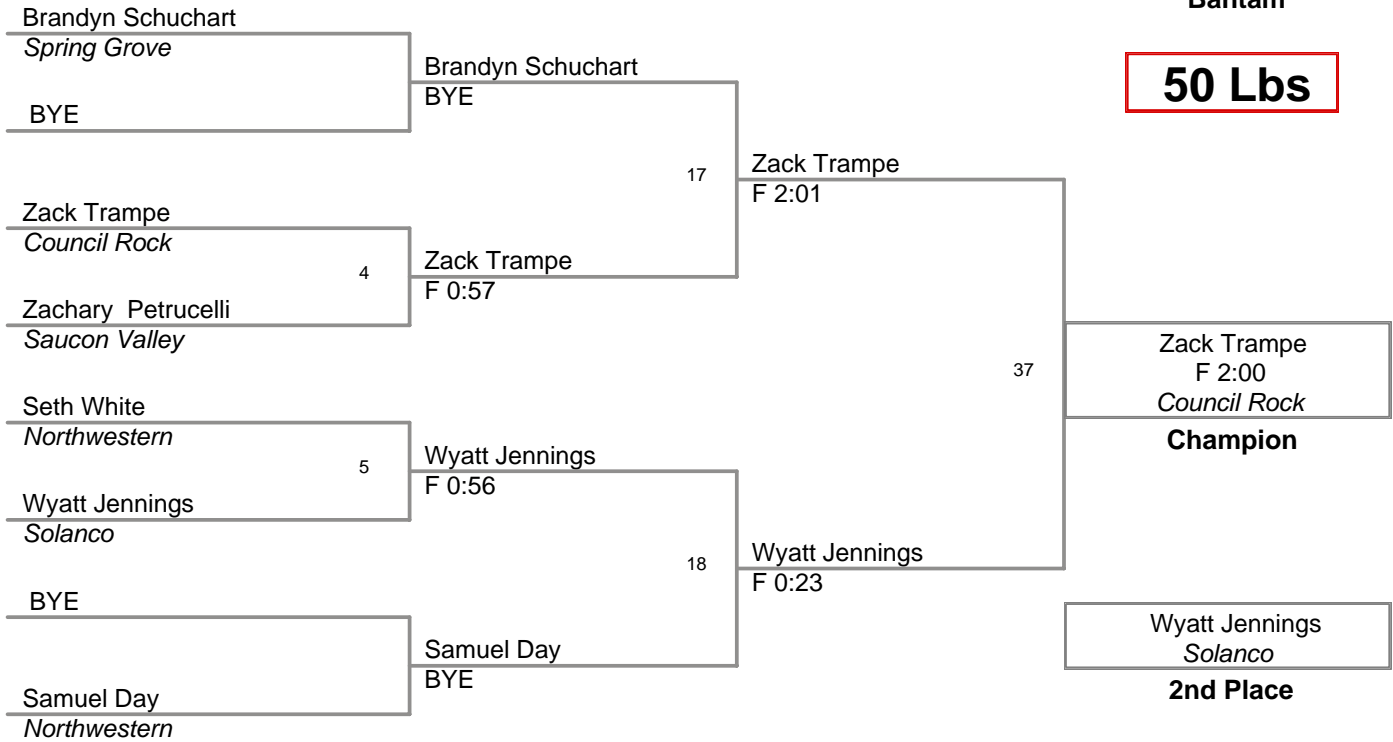 Bantam
50 Lbs
Brandyn Schuchart
Spring Grove
BYE
Zack Trampe
Council Rock
4
Zachary  Petrucelli
Saucon Valley
Seth White
Northwestern
5
Wyatt Jennings
Solanco
BYE
Samuel Day
Northwestern
Brandyn Schuchart
BYE
17
Zack Trampe
F 0:57
Wyatt Jennings
F 0:56
18
Samuel Day
BYE
Zack Trampe
F 2:01
37
Wyatt Jennings
F 0:23
Zack Trampe
F 2:00
Council Rock
Champion
Wyatt Jennings
Solanco
2nd Place